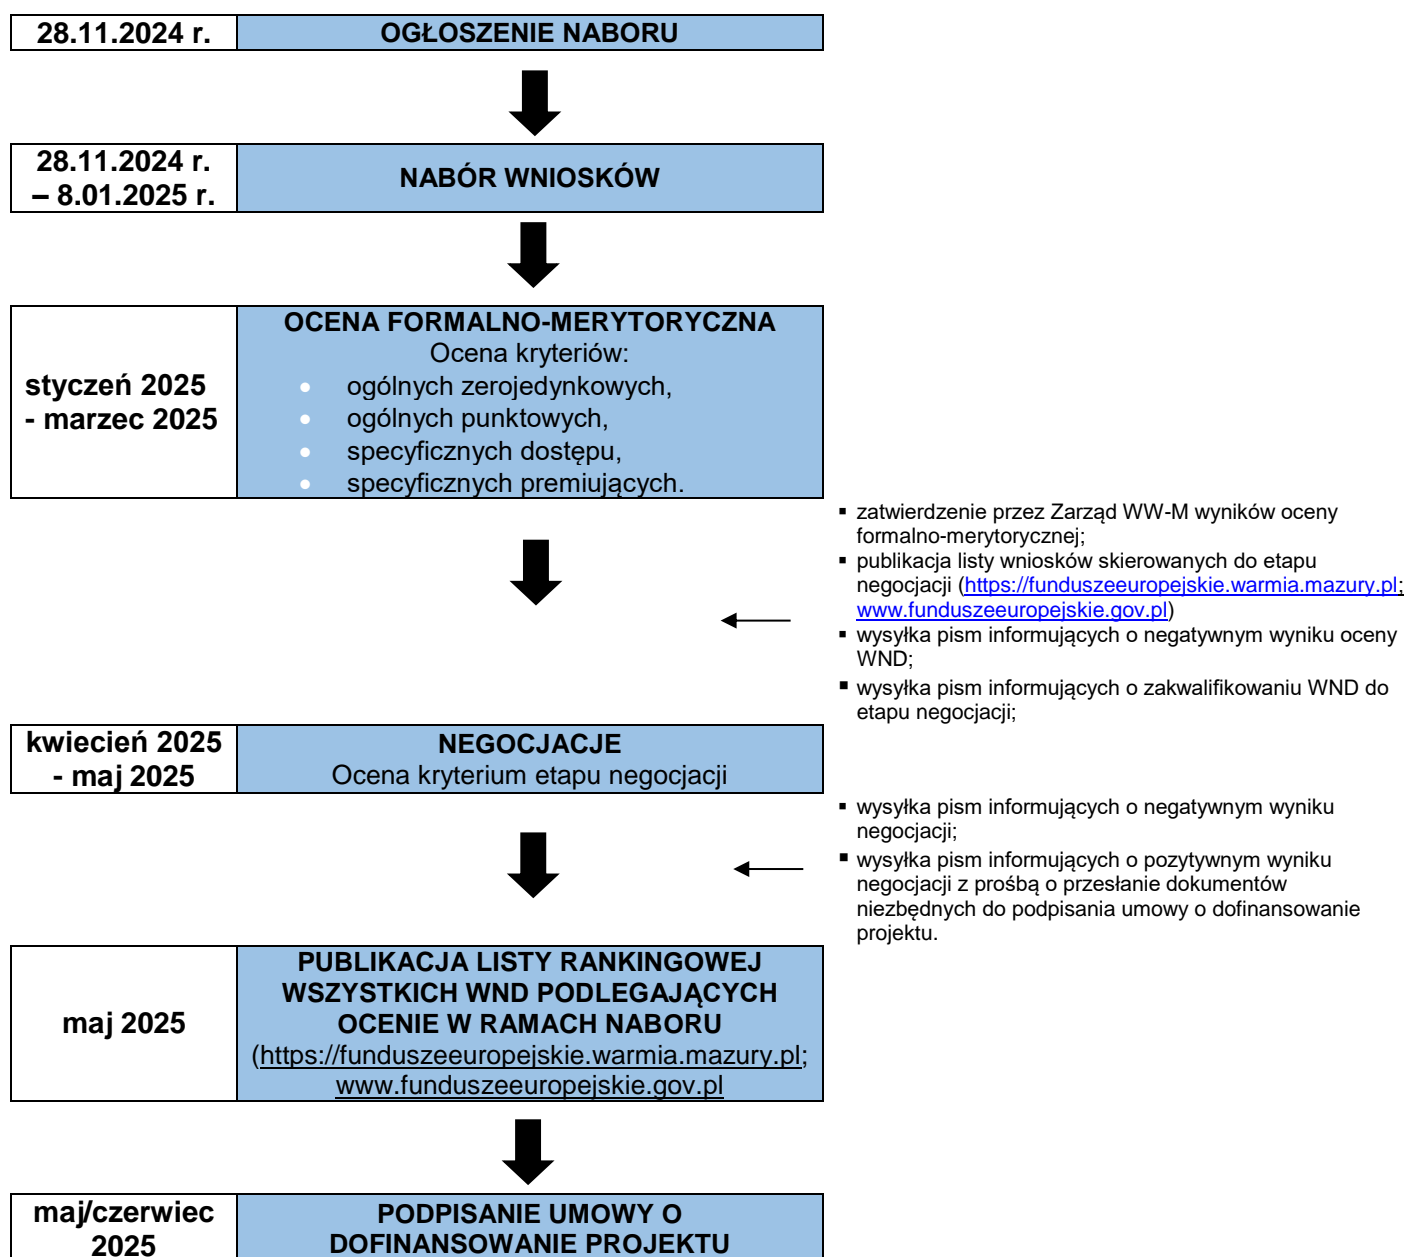 28.11.2024 r.
OGŁOSZENIE NABORU
28.11.2024 r.
– 8.01.2025 r.
NABÓR WNIOSKÓW
styczeń 2025
- marzec 2025
OCENA FORMALNO-MERYTORYCZNA
Ocena kryteriów:
• ogólnych zerojedynkowych,
• ogólnych punktowych,
• specyficznych dostępu,
• specyficznych premiujących.
▪ zatwierdzenie przez Zarząd WW-M wyników oceny
formalno-merytorycznej;
▪ publikacja listy wniosków skierowanych do etapu
negocjacji (https://funduszeeuropejskie.warmia.mazury.pl;
www.funduszeeuropejskie.gov.pl)
▪ wysyłka pism informujących o negatywnym wyniku oceny
WND;
▪ wysyłka pism informujących o zakwalifikowaniu WND do
etapu negocjacji;
kwiecień 2025
- maj 2025
NEGOCJACJE
Ocena kryterium etapu negocjacji
▪ wysyłka pism informujących o negatywnym wyniku
negocjacji;
▪ wysyłka pism informujących o pozytywnym wyniku
negocjacji z prośbą o przesłanie dokumentów
niezbędnych do podpisania umowy o dofinansowanie
projektu.
maj 2025
PUBLIKACJA LISTY RANKINGOWEJ
WSZYSTKICH WND PODLEGAJĄCYCH
OCENIE W RAMACH NABORU
(https://funduszeeuropejskie.warmia.mazury.pl;
www.funduszeeuropejskie.gov.pl
maj/czerwiec
2025
PODPISANIE UMOWY O
DOFINANSOWANIE PROJEKTU